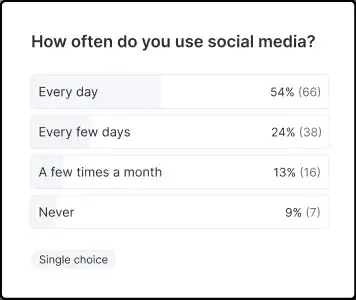 How often do you use social media?
Every day 54% (66)
Every few days 24% (38)
A few times a month 13% (16)
Never 9% (7)
Single choice